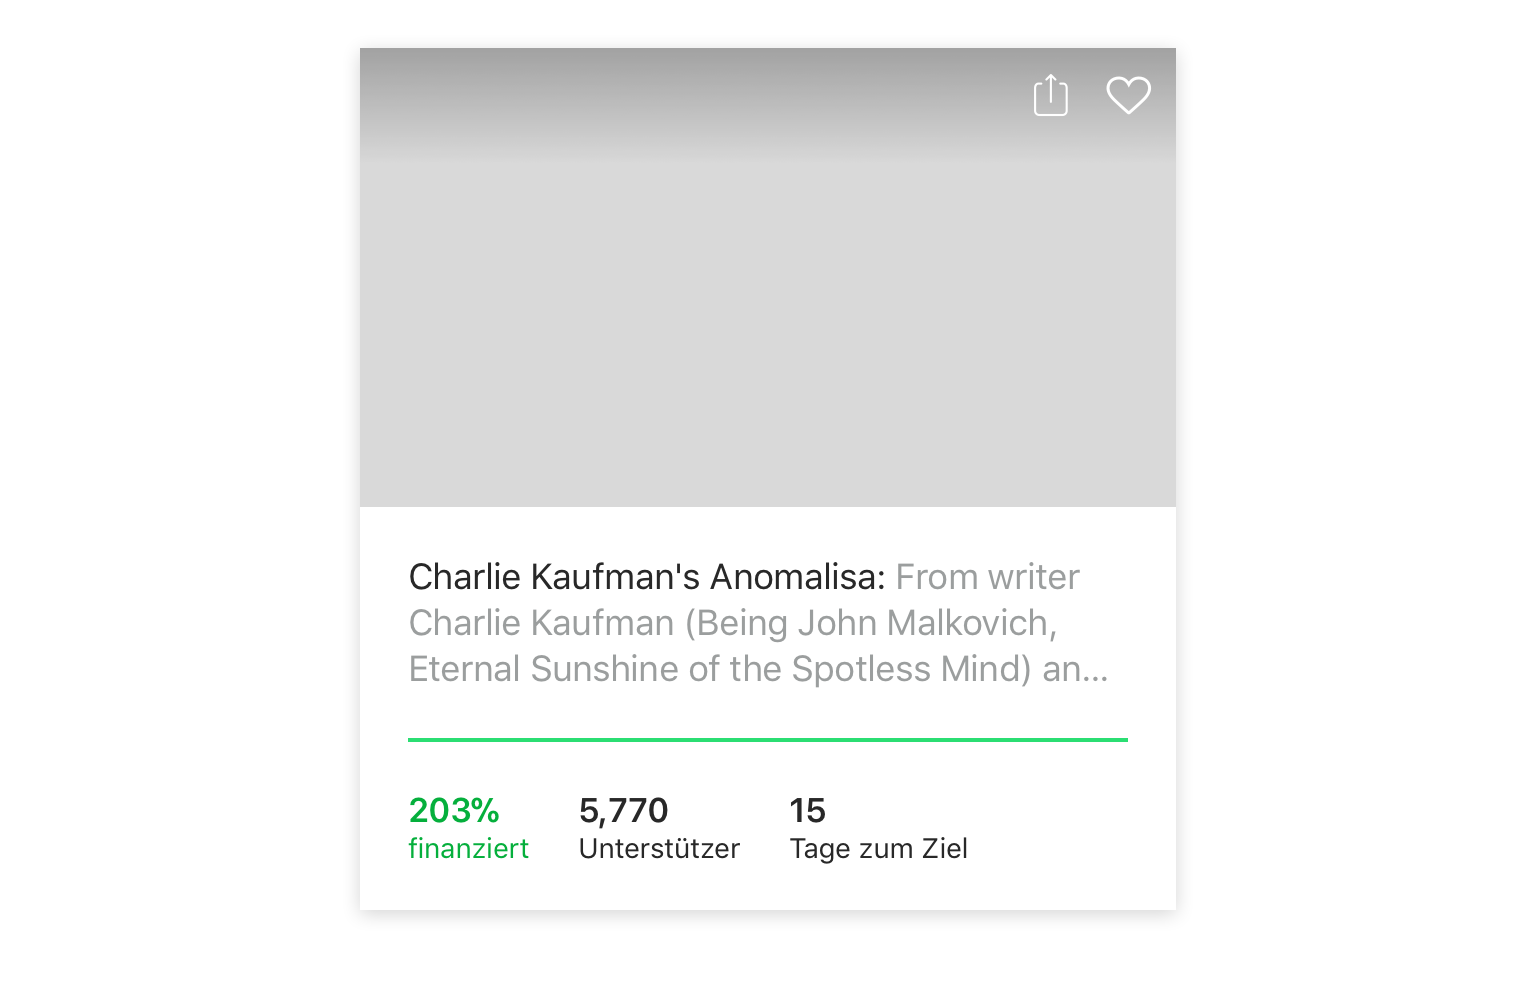 Charlie Kaufman's Anomalisa: From writer
Charlie Kaufman (Being John Malkovich,
Eternal Sunshine of the Spotless Mind) an...
203%
finanziert
5,770
Unterstützer
15
Tage zum Ziel